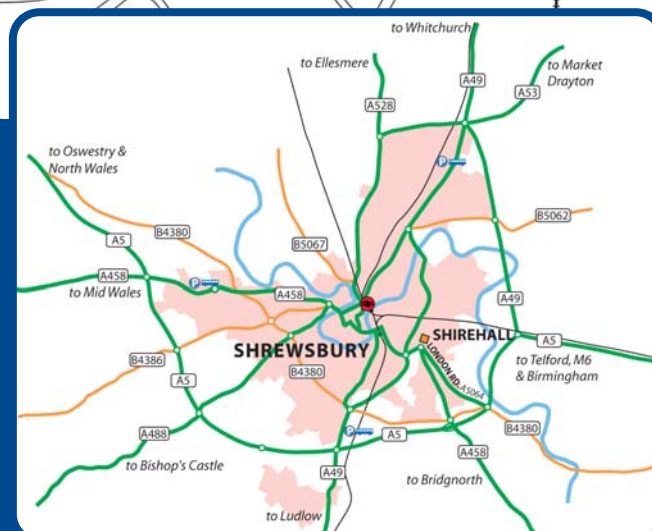 to Whitchurch
to Ellesmere
A49
to Market
Drayton
A53
A528
to Oswestry &
North Wales
P
B5062
B4380
A5
B5067
A458
P
A458
A49
to Mid Wales
SHREWSBURY
SHIREHALL
A5
LONDON RD. A5064
to Telford, M6
& Birmingham
B4386
A5
B4380
B4380
P
A5
A488
A458
to Bishop's Castle
A49
to Bridgnorth
to Ludlow